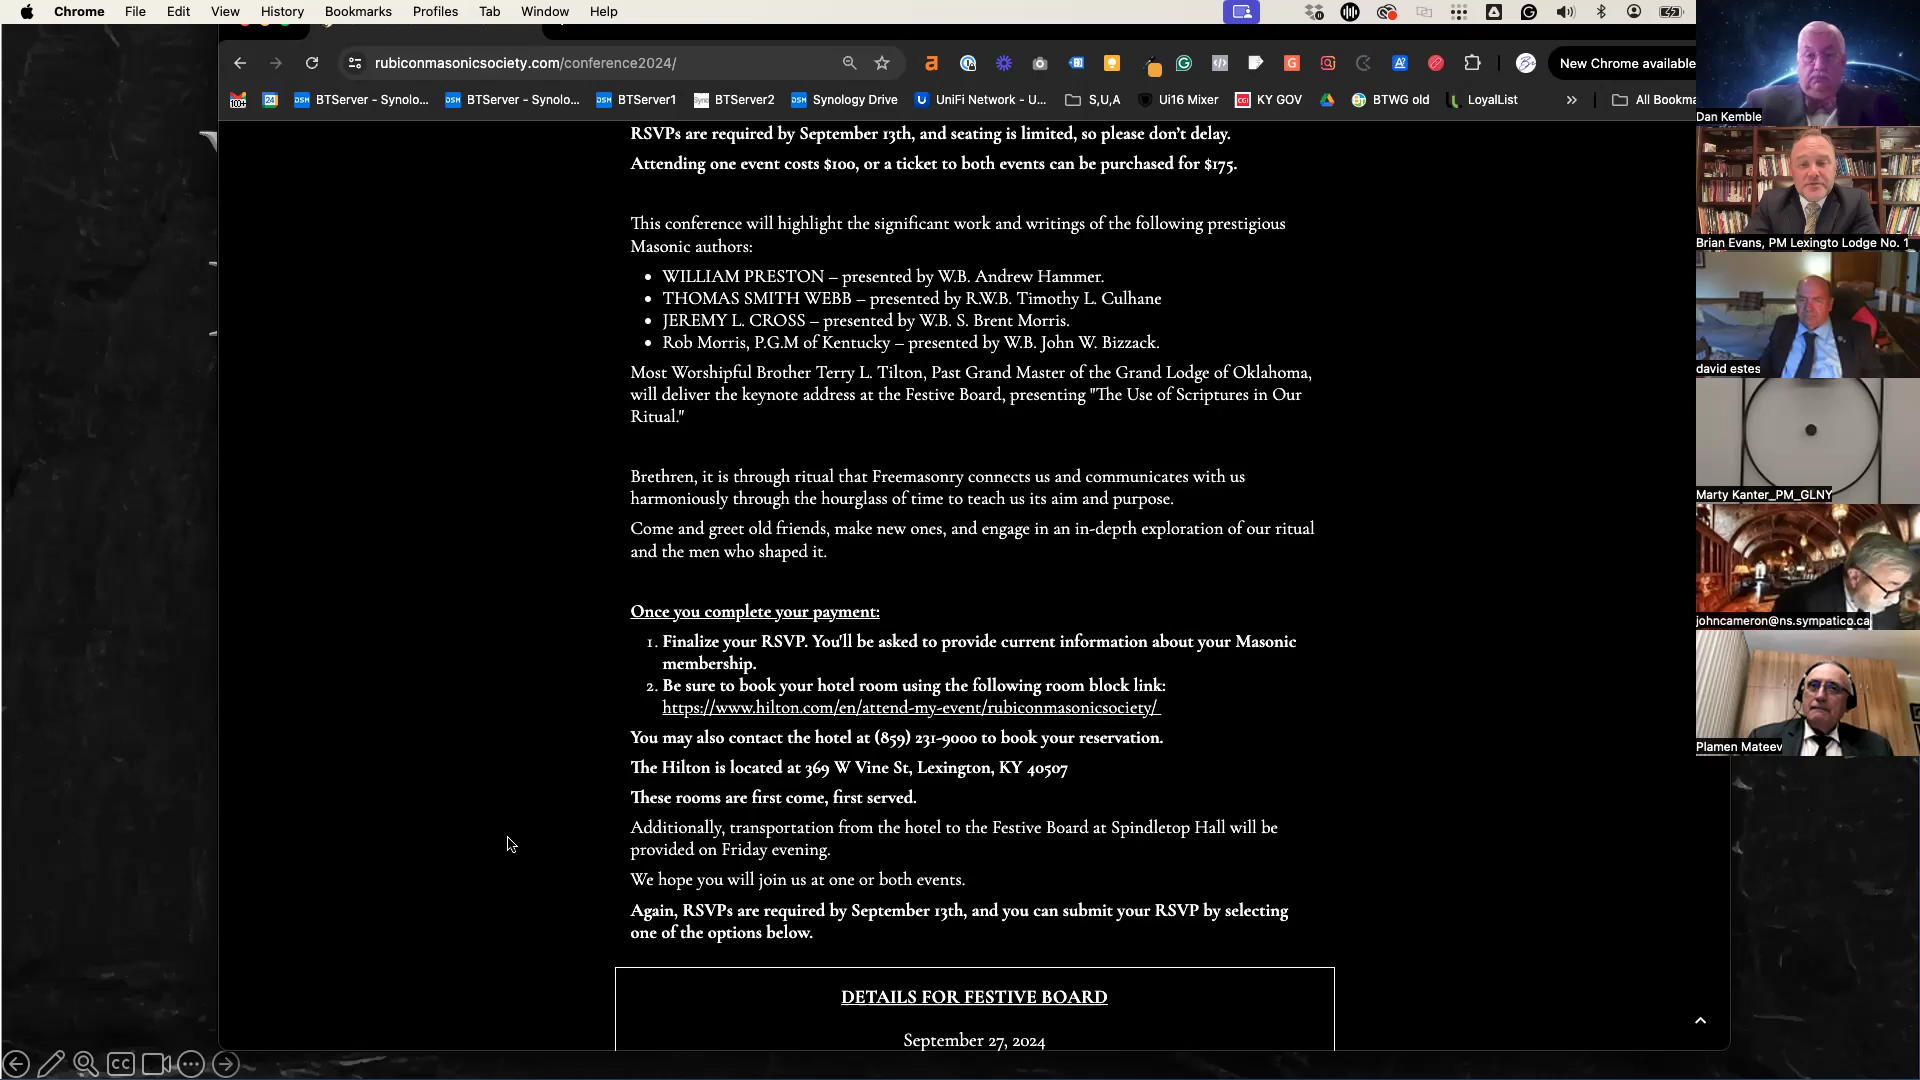 Chrome File Edit View History Bookmarks Profiles Tab Window Help
rubiconmasonicsociety.com/conference2024/
New Chrome available
BTServer - Synolo... BTServer - Synolo... BTServer1 BTServer2 Synology Drive UniFi Network - U... S,U,A Ui16 Mixer KY GOV BTWG old LoyalList » All Bookma
RSVPs are required by September 13th, and seating is limited, so please don't delay.
Attending one event costs $100, or a ticket to both events can be purchased for $175.
This conference will highlight the significant work and writings of the following prestigious
Masonic authors:
• WILLIAM PRESTON – presented by W.B. Andrew Hammer.
• THOMAS SMITH WEBB – presented by R.W.B. Timothy L. Culhane
• JEREMY L. CROSS – presented by W.B. S. Brent Morris.
• Rob Morris, P.G.M of Kentucky – presented by W.B. John W. Bizzack.
Most Worshipful Brother Terry L. Tilton, Past Grand Master of the Grand Lodge of Oklahoma,
will deliver the keynote address at the Festive Board, presenting "The Use of Scriptures in Our
Ritual."
Brethren, it is through ritual that Freemasonry connects us and communicates with us
harmoniously through the hourglass of time to teach us its aim and purpose.
Come and greet old friends, make new ones, and engage in an in-depth exploration of our ritual
and the men who shaped it.
Once you complete your payment:
1. Finalize your RSVP. You'll be asked to provide current information about your Masonic
membership.
2. Be sure to book your hotel room using the following room block link:
https://www.hilton.com/en/attend-my-event/rubiconmasonicsociety/
You may also contact the hotel at (859) 231-9000 to book your reservation.
The Hilton is located at 369 W Vine St, Lexington, KY 40507
These rooms are first come, first served.
Additionally, transportation from the hotel to the Festive Board at Spindletop Hall will be
provided on Friday evening.
We hope you will join us at one or both events.
Again, RSVPs are required by September 13th, and you can submit your RSVP by selecting
one of the options below.
DETAILS FOR FESTIVE BOARD
September 27, 2024
CC
Dan Kemble
Brian Evans, PM Lexingto Lodge No. 1
david estes
Marty Kanter_PM_GLNY
johncameron@ns.sympatico.ca
Plamen Mateev